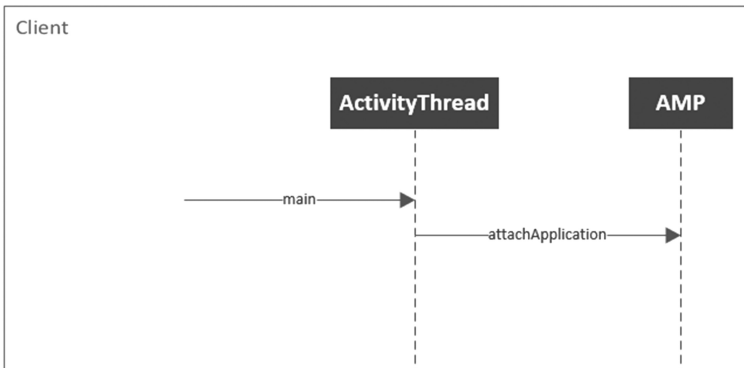 Client
ActivityThread
AMP
main
attachApplication